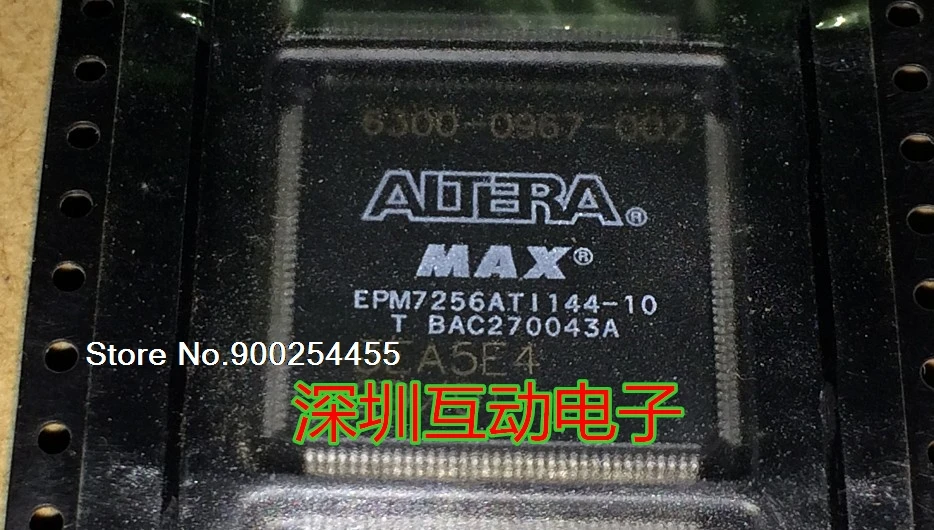 6300-0967-002
ALTERA®
MAX®
EPM7256ATI144-10
T BAC270043A
Store No.900254455
EA5E4
深圳互动电子